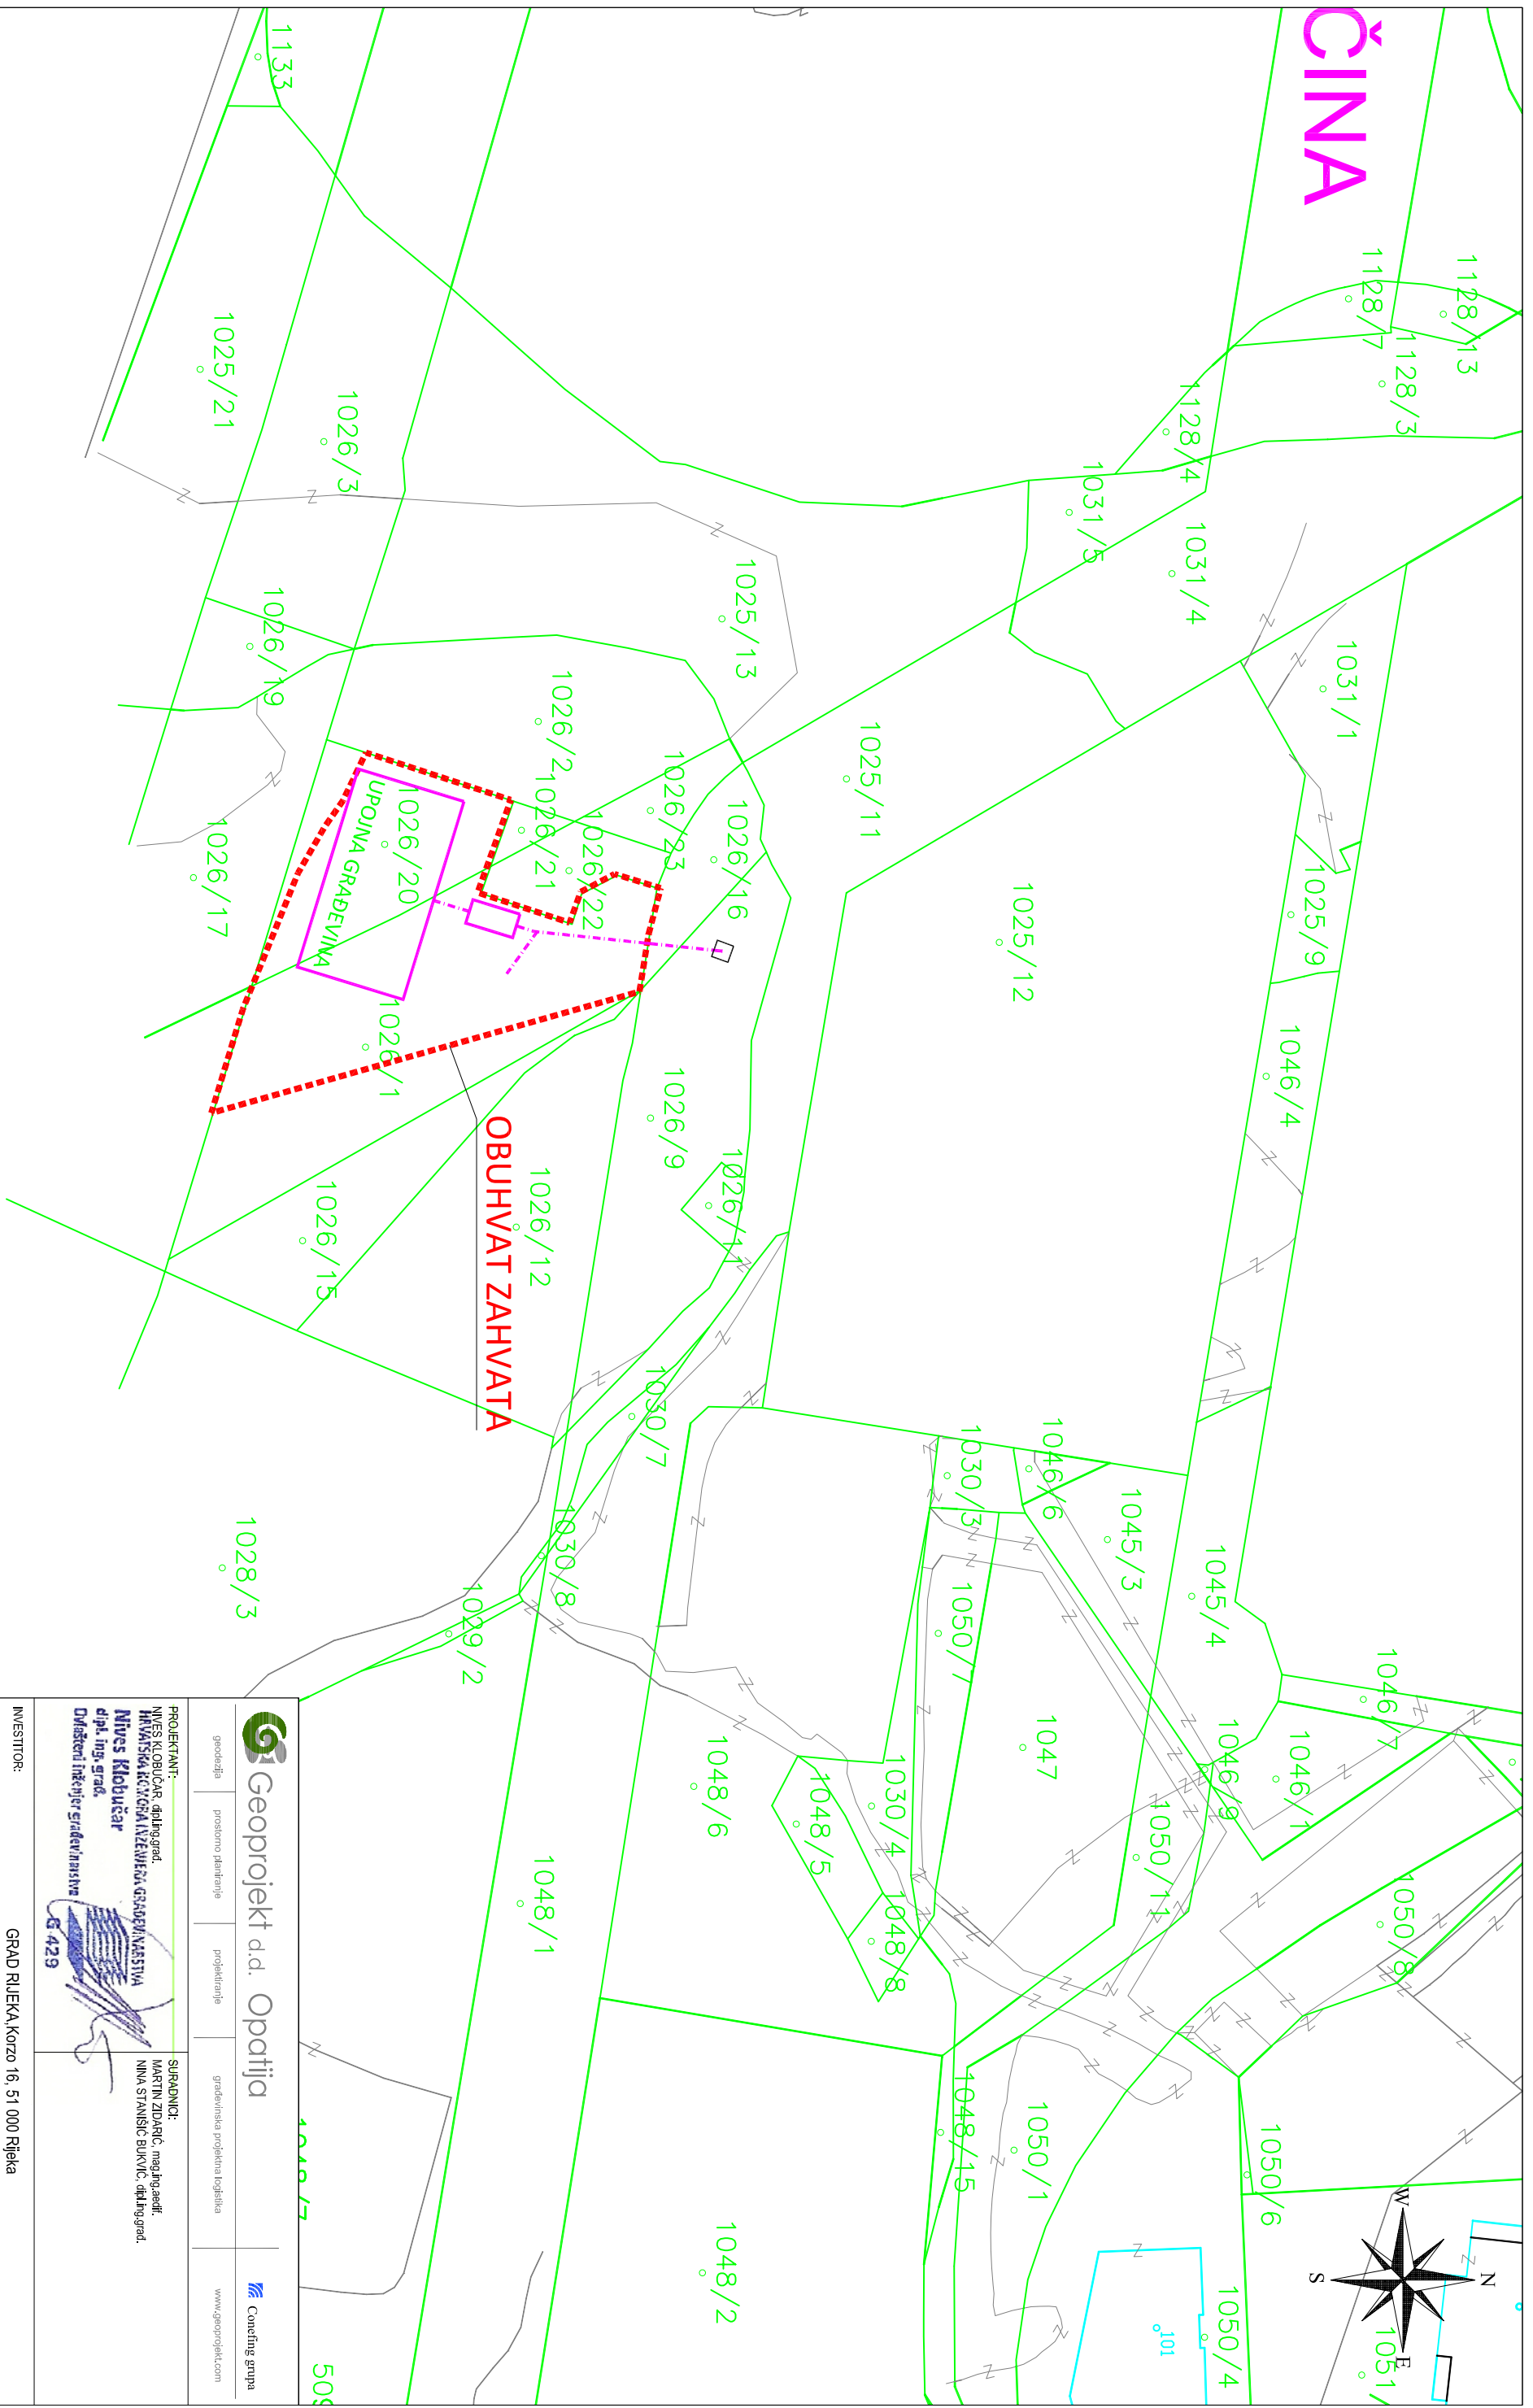 ČINA
1128/13
1128/7
1128/3
1128/4
1133
1025/21
1026/3
1031/5
1031/4
1031/1
1025/13
1026/19
1026/2
1026/21
1026/22
1026/23
1026/16
1025/11
1025/12
1025/9
1046/4
1026/20
UPOJNA GRAĐEVINA
1026/17
1026/1
1026/9
1026/11
OBUHVAT ZAHVATA
1026/12
1026/15
1030/7
1030/8
1029/2
1028/3
1030/3
1046/6
1045/3
1045/4
1050/7
1047
1046/7
1046/1
1046/9
1050/11
1050/8
1048/6
1048/5
1030/4
1048/8
1048/1
1048/15
1050/1
1050/6
1048/2
1050/4
101
1051/
N
W
E
S
Geoprojekt d.d. Opatija
Conefing grupa
geodezija
prostorno planiranje
projektiranje
građevinska projektna logistika
www.geoprojekt.com
PROJEKTANT:
NIVES KLOBUČAR, dipl.ing.građ.
HRVATSKA KOMORA INŽENJERA GRAĐEVINARSTVA
Nives Klobučar
dipl. ing. građ.
Ovlašteni inženjer građevinarstva
G 429
SURADNICI:
MARTIN ZIDARIĆ, mag.ing.aedif.
NINA STANIŠIĆ BUKVIĆ, dipl.ing.građ.
INVESTITOR:
GRAD RIJEKA,Korzo 16, 51 000 Rijeka